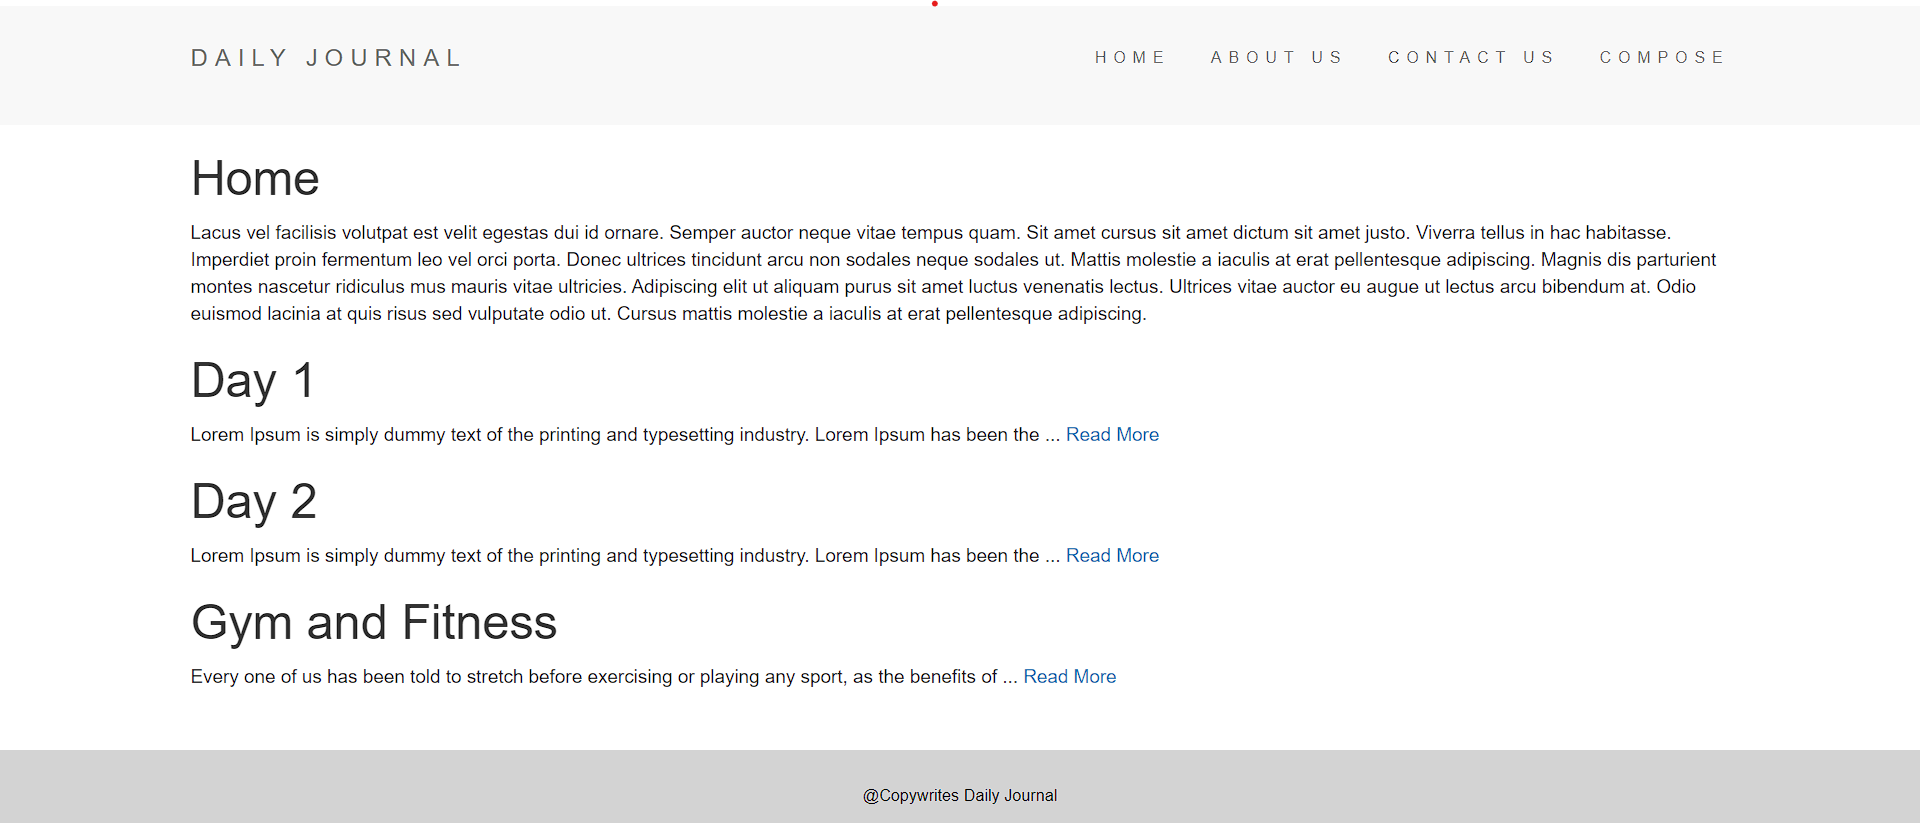 DAILY JOURNAL
HOME ABOUT US CONTACT US COMPOSE
Home
Lacus vel facilisis volutpat est velit egestas dui id ornare. Semper auctor neque vitae tempus quam. Sit amet cursus sit amet dictum sit amet justo. Viverra tellus in hac habitasse.
Imperdiet proin fermentum leo vel orci porta. Donec ultrices tincidunt arcu non sodales neque sodales ut. Mattis molestie a iaculis at erat pellentesque adipiscing. Magnis dis parturient
montes nascetur ridiculus mus mauris vitae ultricies. Adipiscing elit ut aliquam purus sit amet luctus venenatis lectus. Ultrices vitae auctor eu augue ut lectus arcu bibendum at. Odio
euismod lacinia at quis risus sed vulputate odio ut. Cursus mattis molestie a iaculis at erat pellentesque adipiscing.
Day 1
Lorem Ipsum is simply dummy text of the printing and typesetting industry. Lorem Ipsum has been the ... Read More
Day 2
Lorem Ipsum is simply dummy text of the printing and typesetting industry. Lorem Ipsum has been the ... Read More
Gym and Fitness
Every one of us has been told to stretch before exercising or playing any sport, as the benefits of ... Read More
@Copywrites Daily Journal